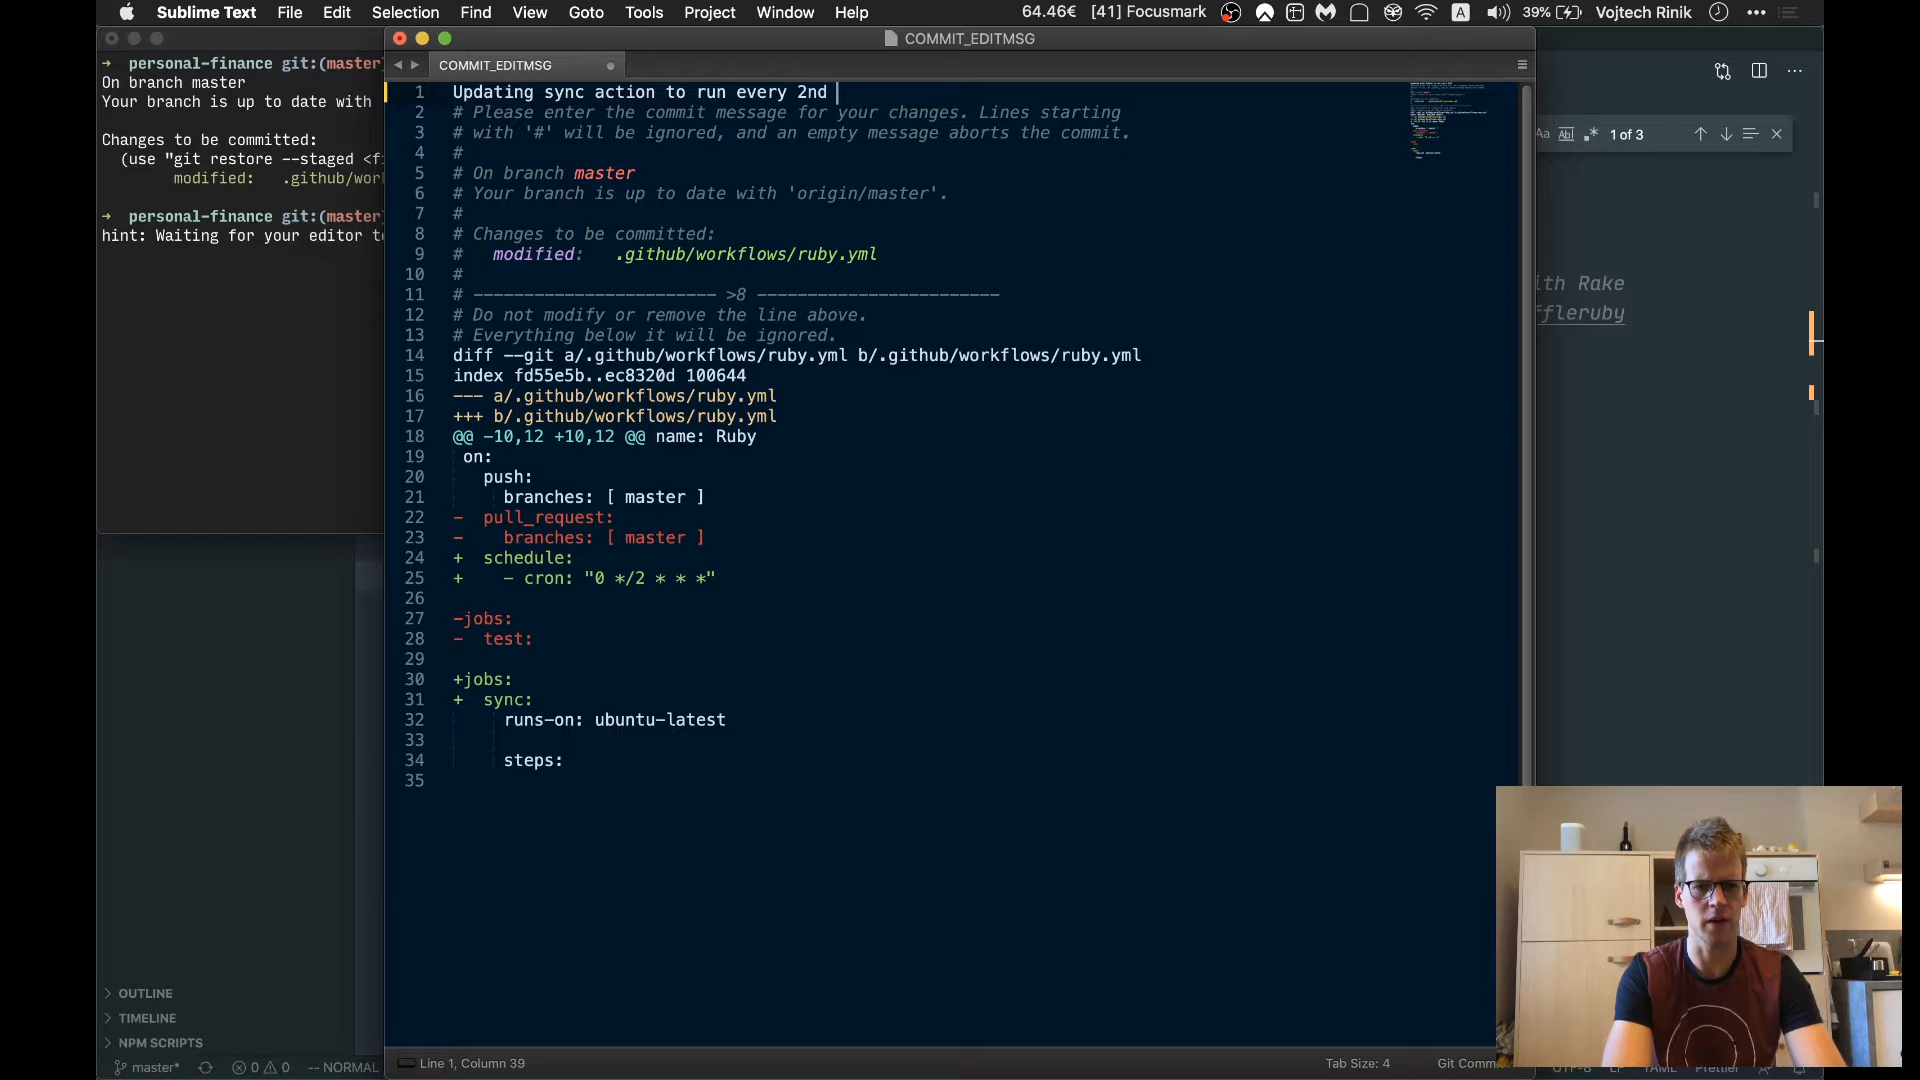 Sublime Text File Edit Selection Find View Goto Tools Project Window Help 64.46€ [41] Focusmark A 39% Vojtech Rinik
COMMIT_EDITMSG
COMMIT_EDITMSG
→ personal-finance git:(master
On branch master
Your branch is up to date with
Changes to be committed:
(use "git restore --staged <f
modified: .github/wor
→ personal-finance git:(master
hint: Waiting for your editor t
1 Updating sync action to run every 2nd
2 # Please enter the commit message for your changes. Lines starting
3 # with '#' will be ignored, and an empty message aborts the commit.
4 #
5 # On branch master
6 # Your branch is up to date with 'origin/master'.
7 #
8 # Changes to be committed:
9 # modified: .github/workflows/ruby.yml
10 #
11 # ------------------------ >8 ------------------------
12 # Do not modify or remove the line above.
13 # Everything below it will be ignored.
14 diff --git a/.github/workflows/ruby.yml b/.github/workflows/ruby.yml
15 index fd55e5b..ec8320d 100644
16 --- a/.github/workflows/ruby.yml
17 +++ b/.github/workflows/ruby.yml
18 @@ -10,12 +10,12 @@ name: Ruby
19 on:
20 push:
21 branches: [ master ]
22 - pull_request:
23 - branches: [ master ]
24 + schedule:
25 + - cron: "0 */2 * * *"
26
27 -jobs:
28 - test:
29
30 +jobs:
31 + sync:
32 runs-on: ubuntu-latest
33
34 steps:
35
Aa Ab .* 1 of 3
ith Rake
ffleruby
OUTLINE
TIMELINE
NPM SCRIPTS
master* 0 0 -- NORMAL
Line 1, Column 39 Tab Size: 4 Git Comm